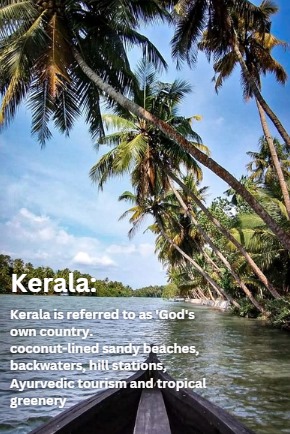 Kerala:
Kerala is referred to as 'God's
own country.
coconut-lined sandy beaches,
backwaters, hill stations,
Ayurvedic tourism and tropical
greenery